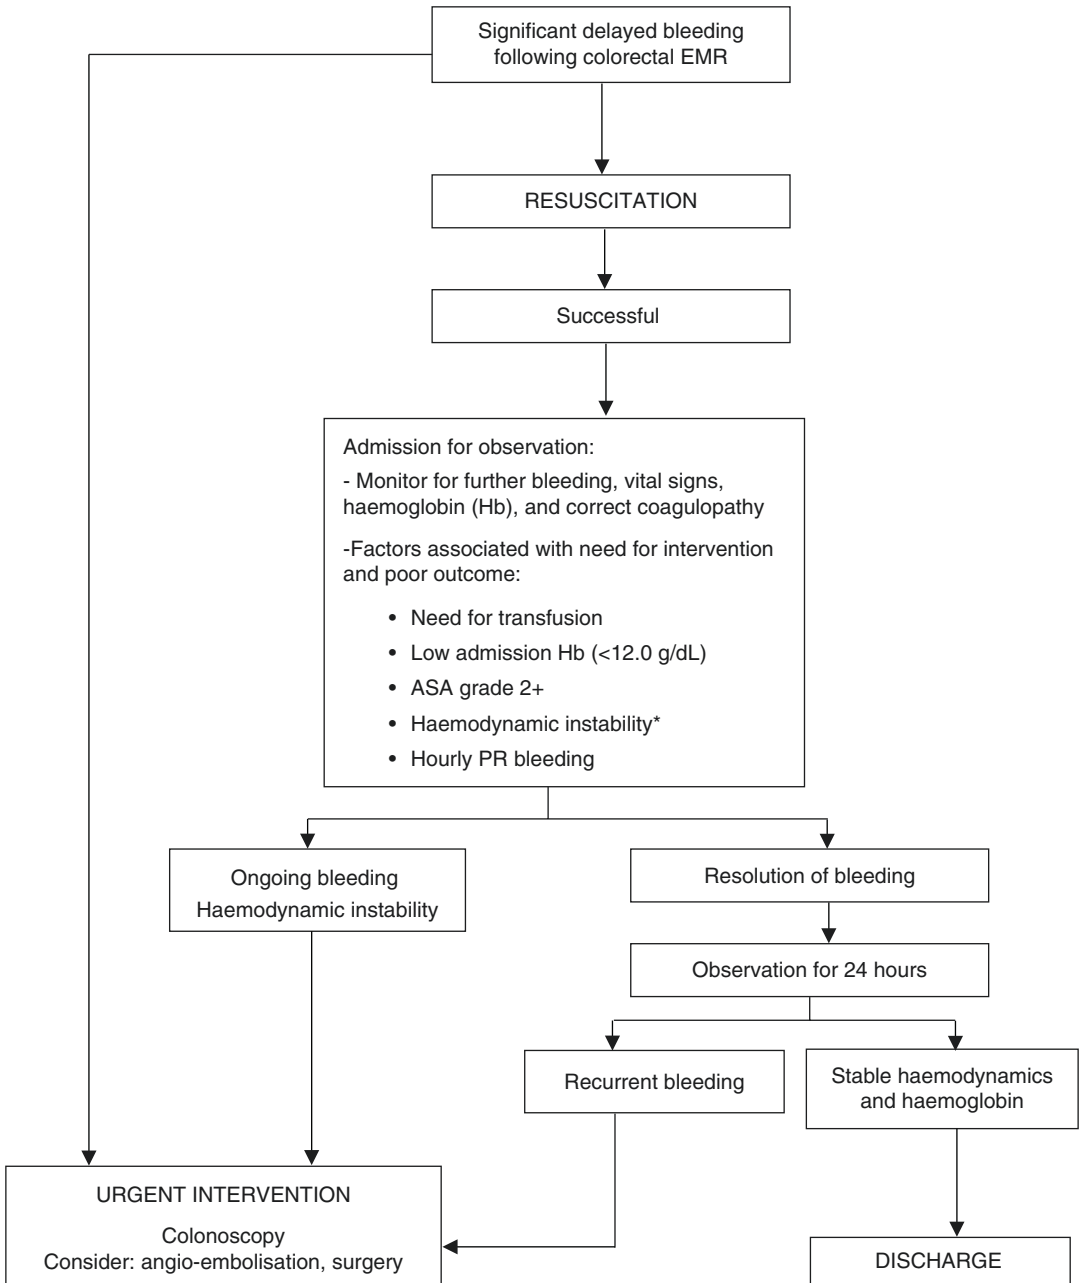 Significant delayed bleeding
following colorectal EMR
RESUSCITATION
Successful
Admission for observation:
- Monitor for further bleeding, vital signs,
haemoglobin (Hb), and correct coagulopathy
-Factors associated with need for intervention
and poor outcome:
• Need for transfusion
• Low admission Hb (<12.0 g/dL)
• ASA grade 2+
• Haemodynamic instability*
• Hourly PR bleeding
Ongoing bleeding
Haemodynamic instability
Resolution of bleeding
Observation for 24 hours
Recurrent bleeding
Stable haemodynamics
and haemoglobin
URGENT INTERVENTION
Colonoscopy
Consider: angio-embolisation, surgery
DISCHARGE